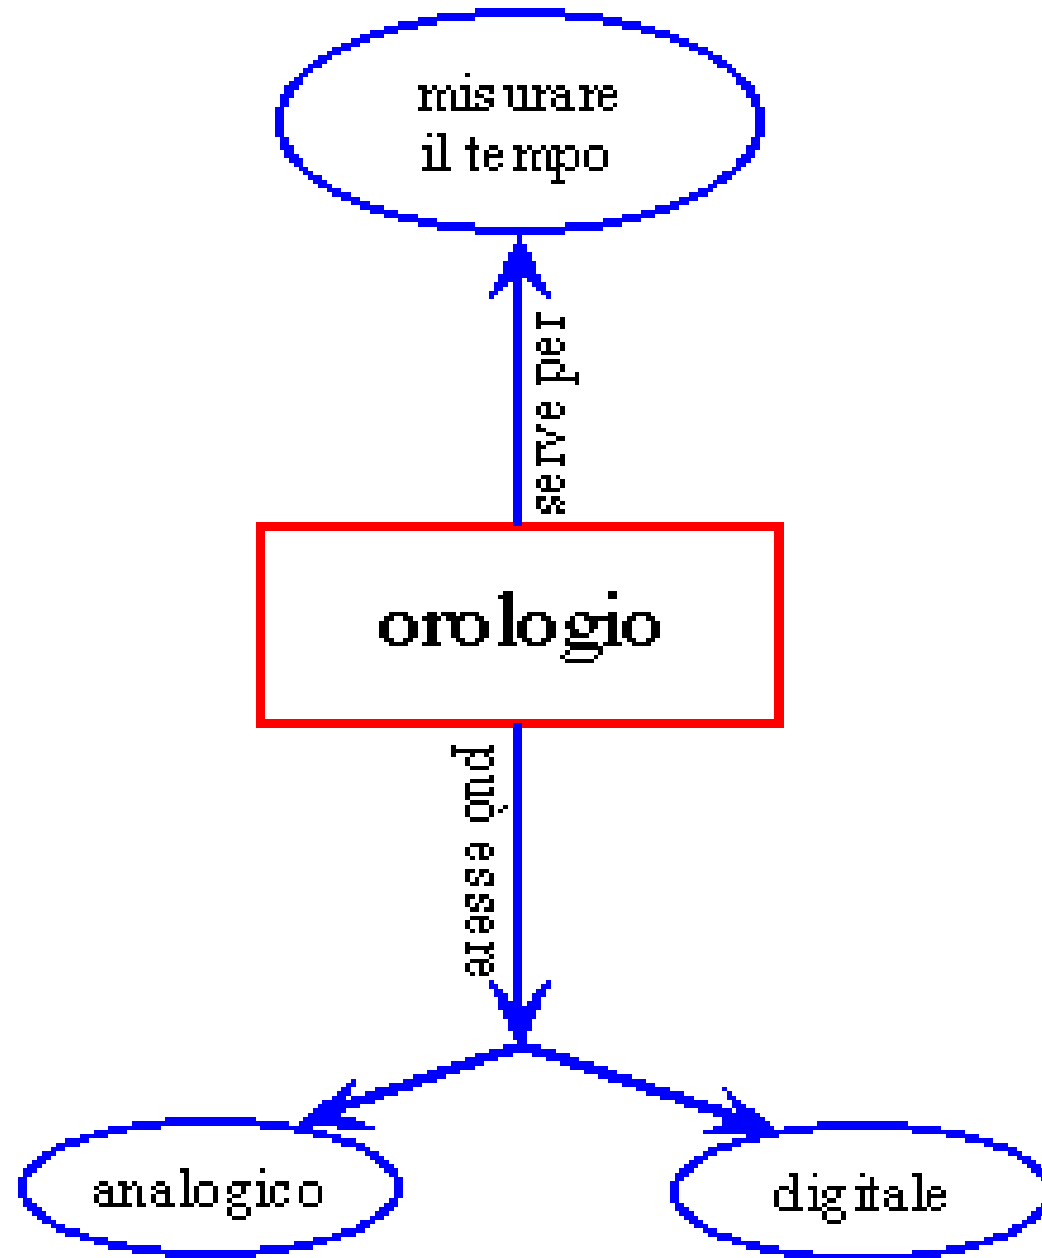 misurare
il tempo
serve per
orologio
può essere
analogico
digitale